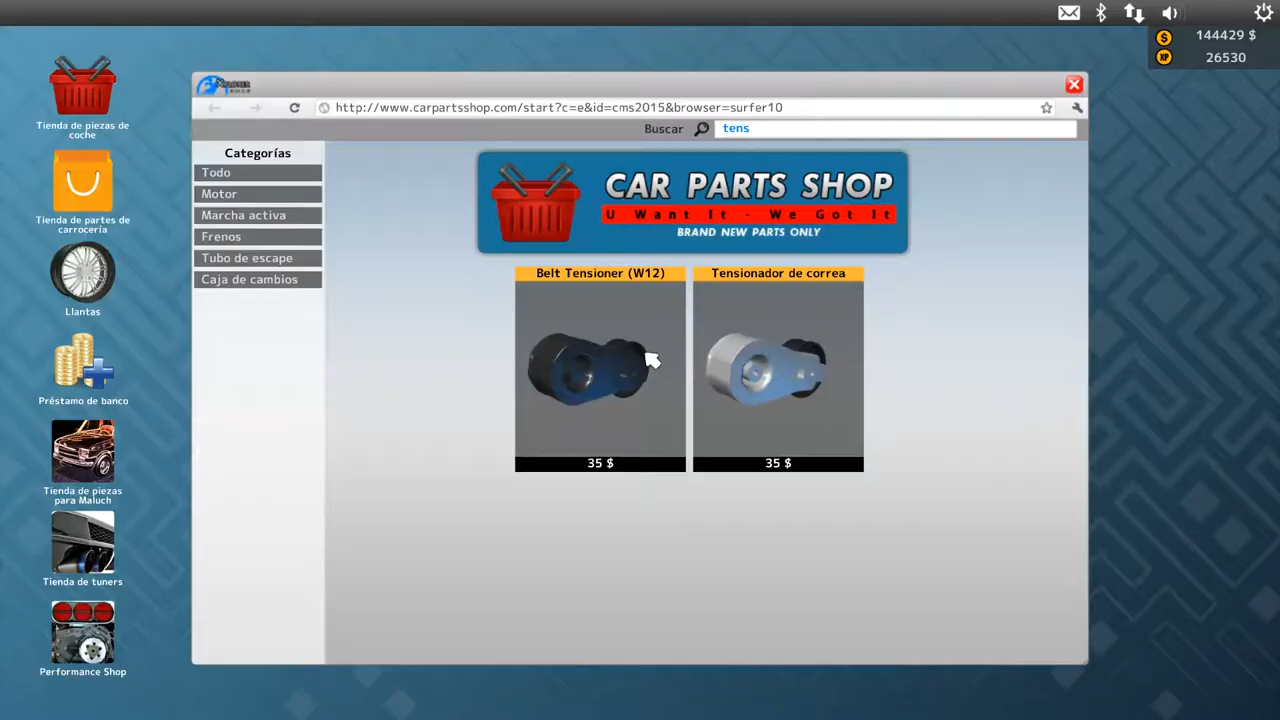 144429 $
26530
Tienda de piezas de
coche
Tienda de partes de
carrocería
Llantas
Préstamo de banco
Tienda de piezas
para Maluch
Tienda de tuners
Performance Shop
http://www.carpartsshop.com/start?c=e&id=cms2015&browser=surfer10
Buscar
tens
Categorías
Todo
Motor
Marcha activa
Frenos
Tubo de escape
Caja de cambios
CAR PARTS SHOP
U Want It - We Got It
BRAND NEW PARTS ONLY
Belt Tensioner (W12)
35 $
Tensionador de correa
35 $